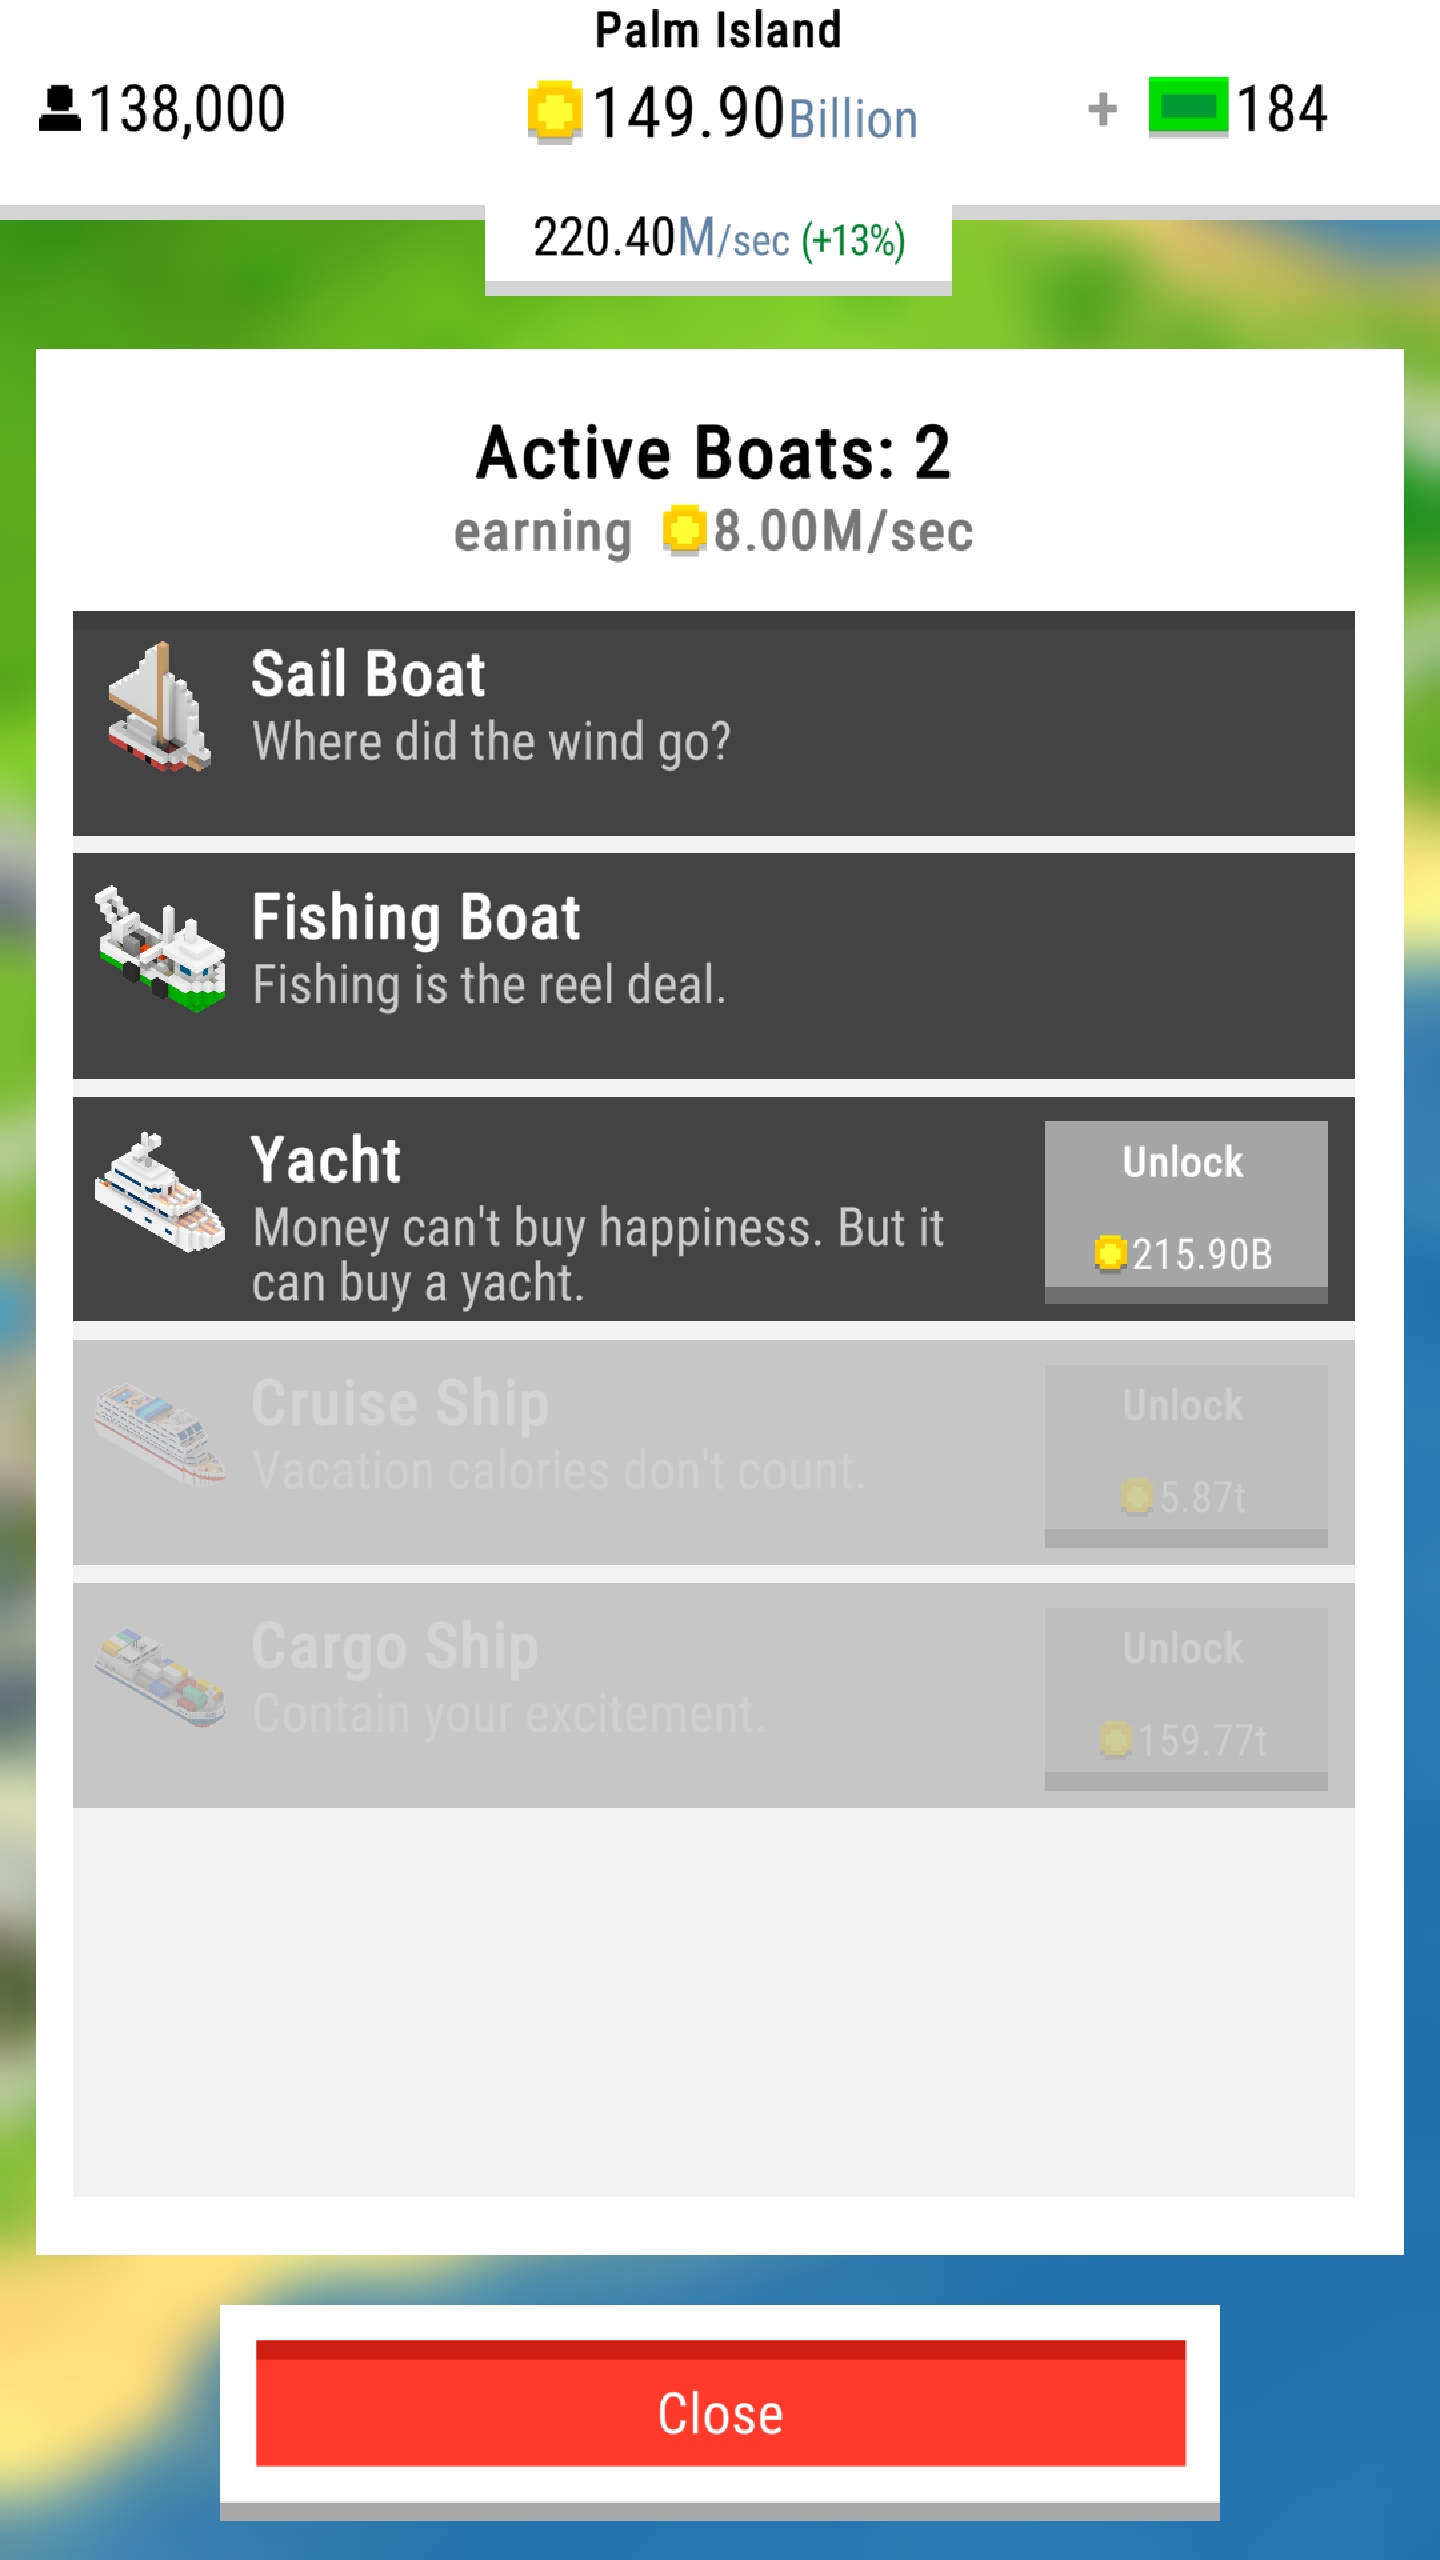 Palm Island
138,000
149.90Billion
+ 184
220.40M/sec (+13%)
Active Boats: 2
earning 8.00M/sec
Sail Boat
Where did the wind go?
Fishing Boat
Fishing is the reel deal.
Yacht
Money can't buy happiness. But it
can buy a yacht.
Unlock
215.90B
Cruise Ship
Vacation calories don't count.
Unlock
5.87t
Cargo Ship
Contain your excitement.
Unlock
159.77t
Close